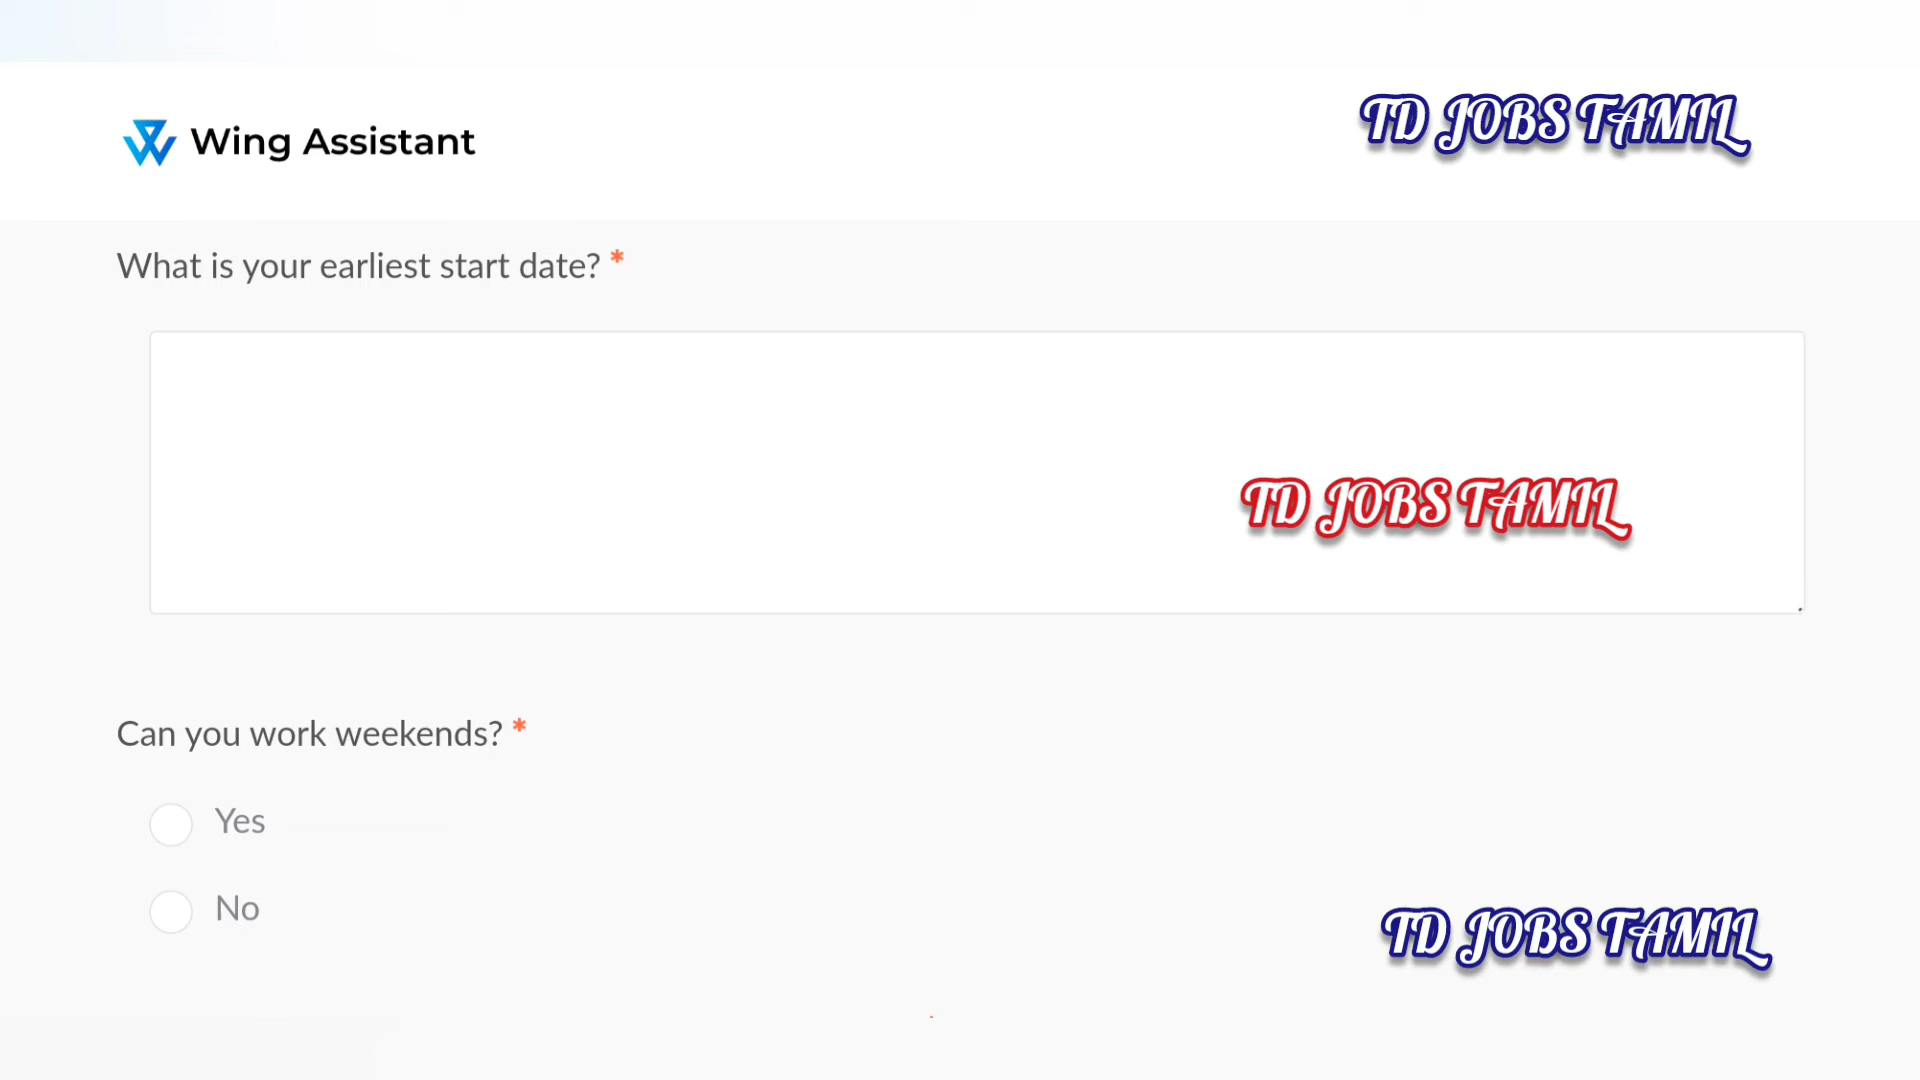 TD JOBS TAMIL
Wing Assistant
What is your earliest start date? *
TD JOBS TAMIL
Can you work weekends? *
Yes
No
TD JOBS TAMIL